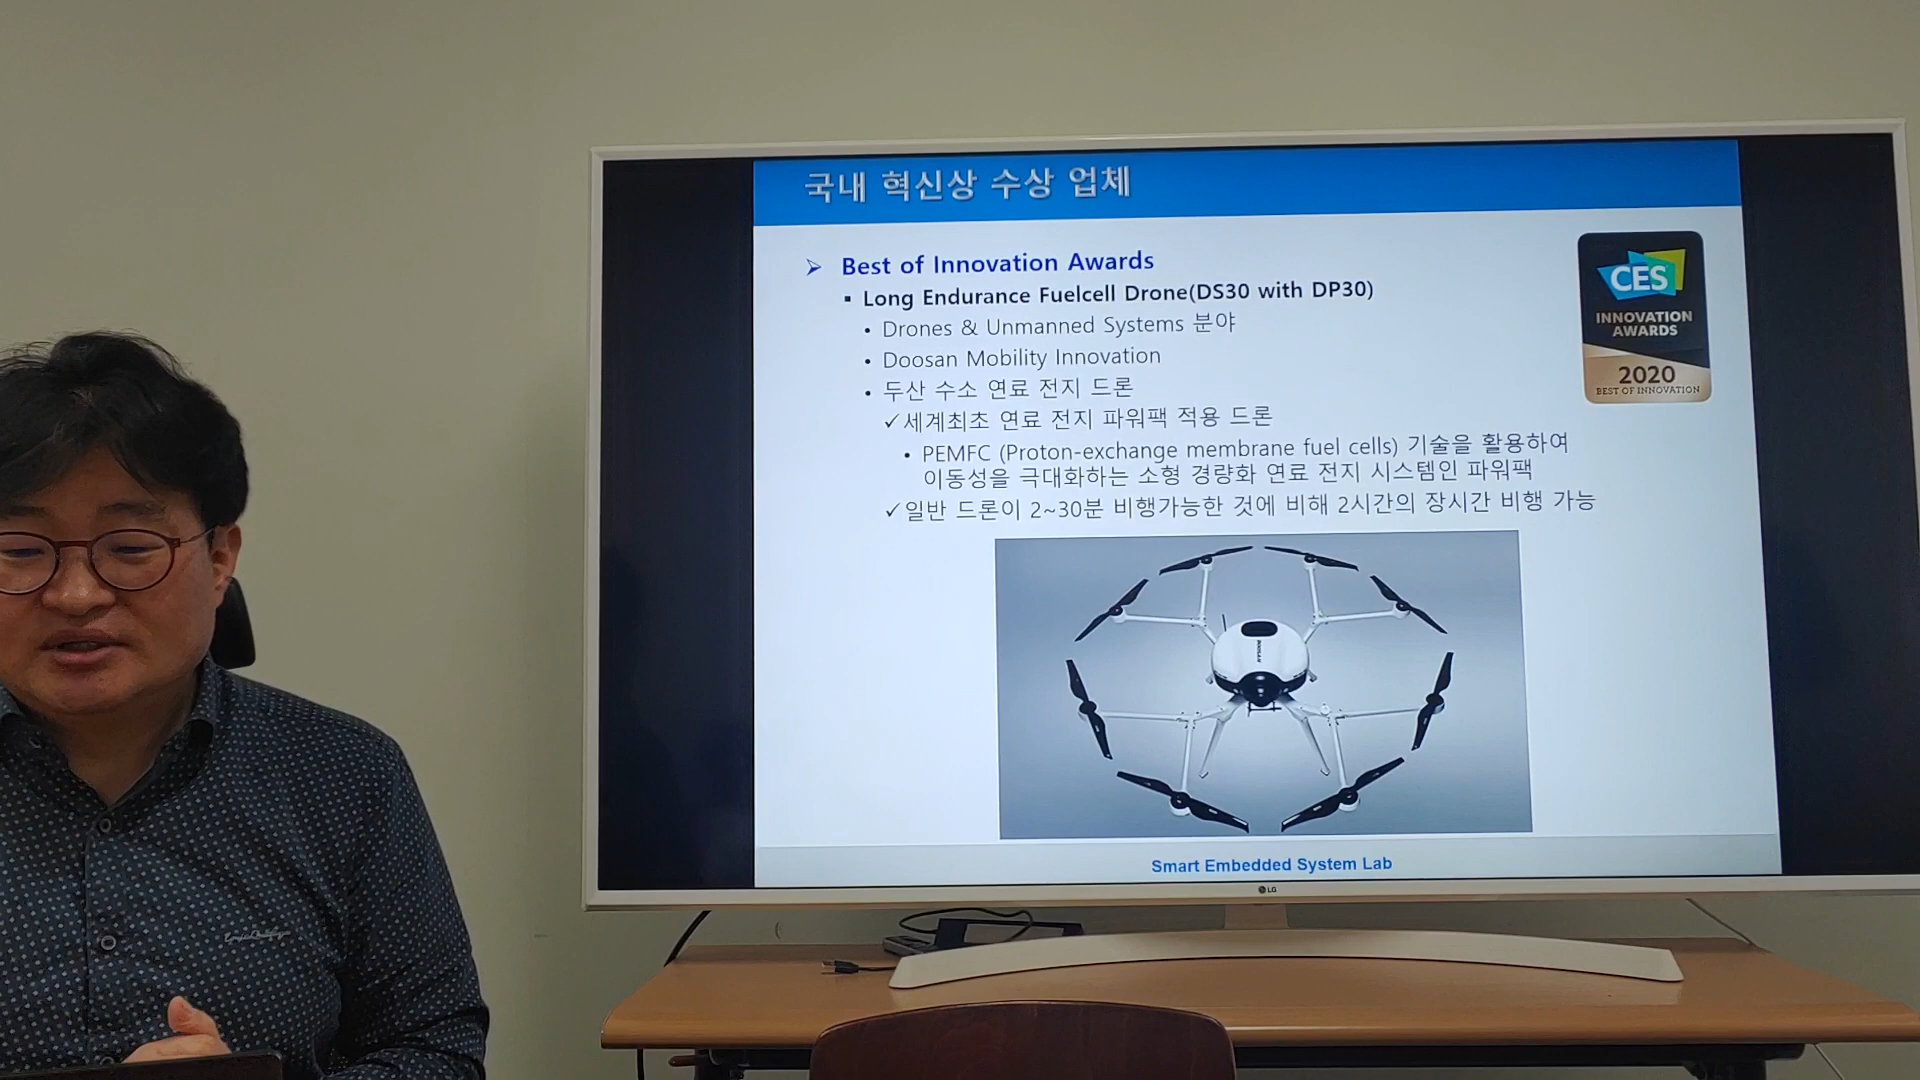 국내 혁신상 수상 업체
➢ Best of Innovation Awards
▪ Long Endurance Fuelcell Drone(DS30 with DP30)
• Drones & Unmanned Systems 분야
• Doosan Mobility Innovation
• 두산 수소 연료 전지 드론
✓세계최초 연료 전지 파워팩 적용 드론
• PEMFC (Proton-exchange membrane fuel cells) 기술을 활용하여
이동성을 극대화하는 소형 경량화 연료 전지 시스템인 파워팩
✓일반 드론이 2~30분 비행가능한 것에 비해 2시간의 장시간 비행 가능
CES
INNOVATION
AWARDS
2020
BEST OF INNOVATION
DOOSAN
Smart Embedded System Lab
LG